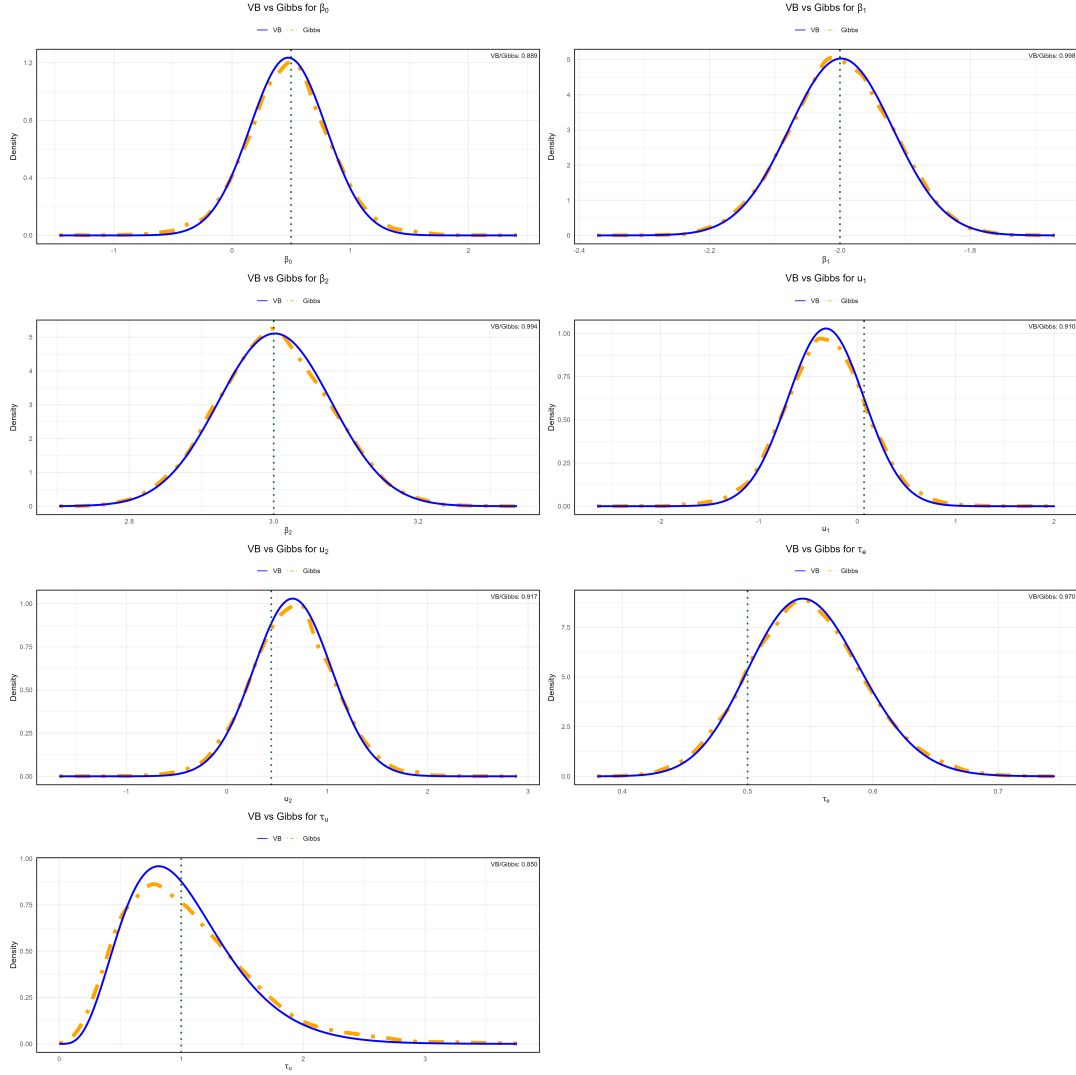 VB vs Gibbs for β₀
VB Gibbs
VB/Gibbs: 0.889
Density
1.2
0.8
0.4
0.0
-1 0 1 2
β₀
VB vs Gibbs for β₁
VB Gibbs
VB/Gibbs: 0.998
Density
5
4
3
2
1
0
-2.4 -2.2 -2.0 -1.8
β₁
VB vs Gibbs for β₂
VB Gibbs
VB/Gibbs: 0.994
Density
5
4
3
2
1
0
2.8 3.0 3.2
β₂
VB vs Gibbs for u₁
VB Gibbs
VB/Gibbs: 0.910
Density
1.00
0.75
0.50
0.25
0.00
-2 -1 0 1 2
u₁
VB vs Gibbs for u₂
VB Gibbs
VB/Gibbs: 0.917
Density
1.00
0.75
0.50
0.25
0.00
-1 0 1 2 3
u₂
VB vs Gibbs for τₑ
VB Gibbs
VB/Gibbs: 0.970
Density
7.5
5.0
2.5
0.0
0.4 0.5 0.6 0.7
τₑ
VB vs Gibbs for τᵤ
VB Gibbs
VB/Gibbs: 0.850
Density
1.00
0.75
0.50
0.25
0.00
0 1 2 3
τᵤ